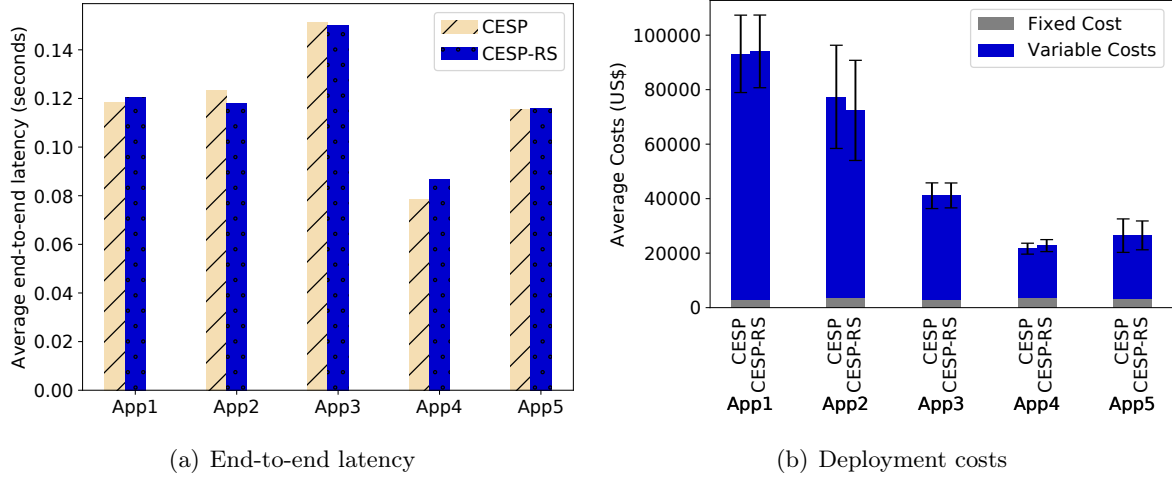 Average end-to-end latency (seconds)
0.14
0.12
0.10
0.08
0.06
0.04
0.02
0.00
CESP
CESP-RS
App1 App2 App3 App4 App5
(a) End-to-end latency
Average Costs (US$)
100000
80000
60000
40000
20000
0
Fixed Cost
Variable Costs
CESP
CESP-RS
CESP
CESP-RS
CESP
CESP-RS
CESP
CESP-RS
CESP
CESP-RS
App1 App2 App3 App4 App5
(b) Deployment costs